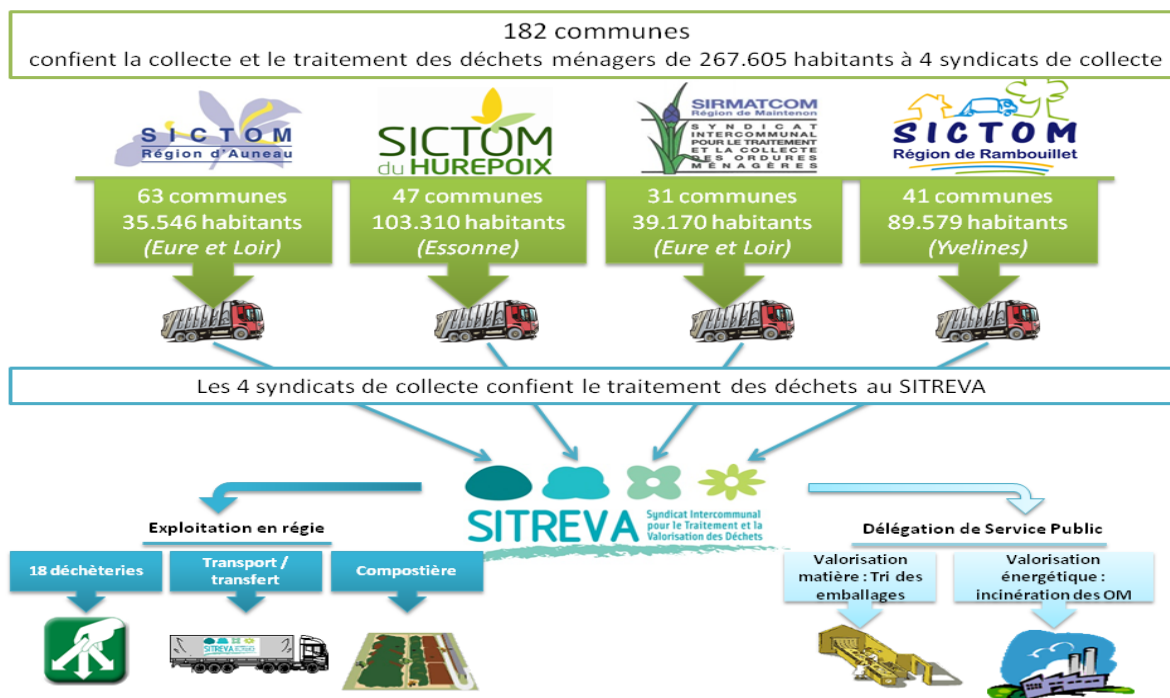 182 communes
confient la collecte et le traitement des déchets ménagers de 267.605 habitants à 4 syndicats de collecte
SICTOM
Région d'Auneau
SICTOM
du HUREPOIX
SIRMATCOM
Région de Maintenon
SYNDICAT
INTERCOMMUNAL
POUR LE TRAITEMENT
ET LA COLLECTE
DES ORDURES
MÉNAGÈRES
SICTOM
Région de Rambouillet
63 communes
35.546 habitants
(Eure et Loir)
47 communes
103.310 habitants
(Essonne)
31 communes
39.170 habitants
(Eure et Loir)
41 communes
89.579 habitants
(Yvelines)
Les 4 syndicats de collecte confient le traitement des déchets au SITREVA
SITREVA
Syndicat Intercommunal
pour le Traitement et la
Valorisation des Déchets
Exploitation en régie
18 déchèteries
Transport /
transfert
Compostière
SITREVA
Délégation de Service Public
Valorisation
matière : Tri des
emballages
Valorisation
énergétique :
incinération des OM